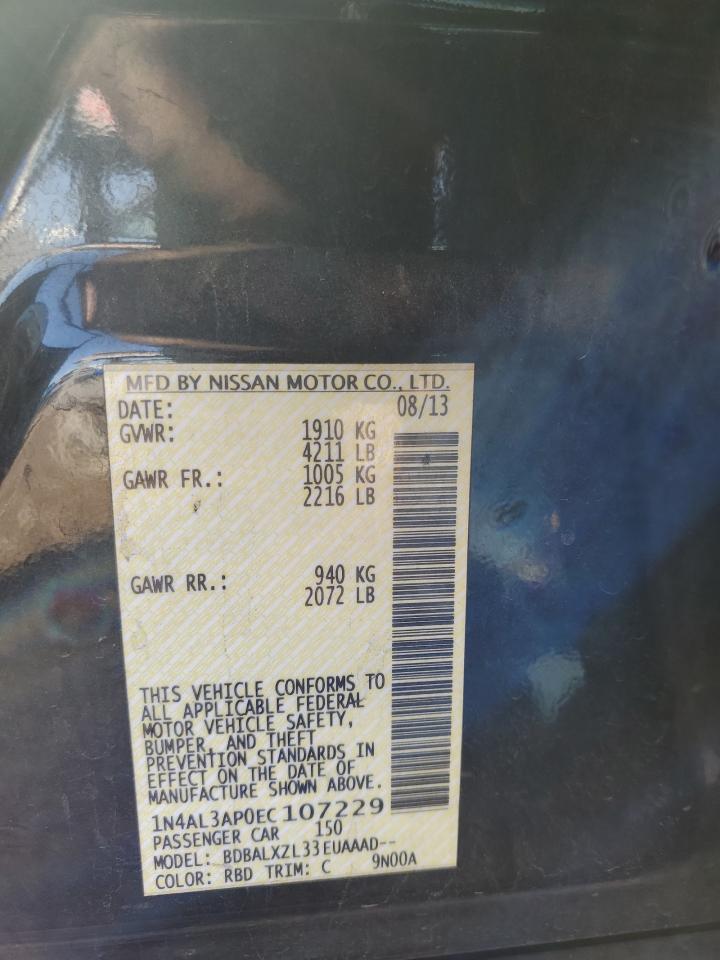 MFD BY NISSAN MOTOR CO., LTD.
DATE: 08/13
GVWR: 1910 KG
4211 LB
GAWR FR.: 1005 KG
2216 LB
GAWR RR.: 940 KG
2072 LB
THIS VEHICLE CONFORMS TO
ALL APPLICABLE FEDERAL
MOTOR VEHICLE SAFETY,
BUMPER, AND THEFT
PREVENTION STANDARDS IN
EFFECT ON THE DATE OF
MANUFACTURE SHOWN ABOVE.
1N4AL3AP0EC107229
PASSENGER CAR 150
MODEL: BDBALXZL33EUAAAD--
COLOR: RBD TRIM: C 9N00A